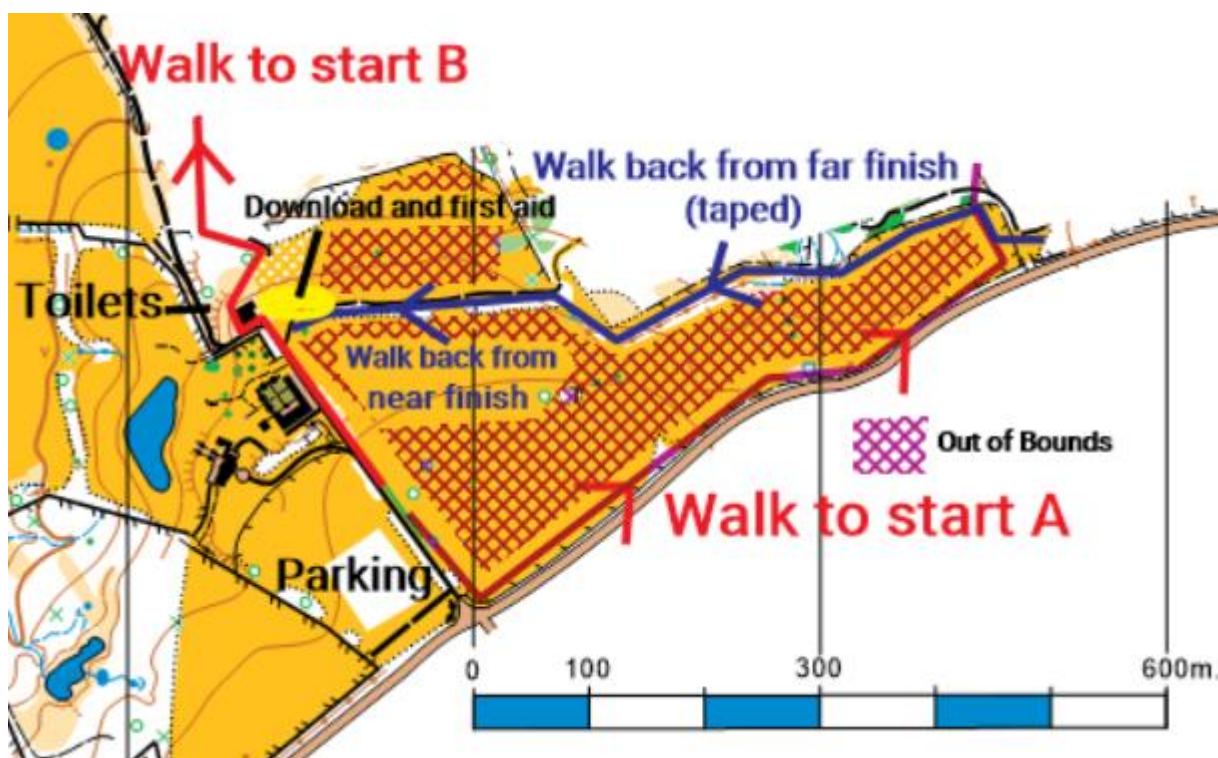 Walk to start B
Walk back from far finish
(taped)
Download and first aid
Toilets
Walk back from
near finish
Out of Bounds
Walk to start A
Parking
0
100
300
600m.